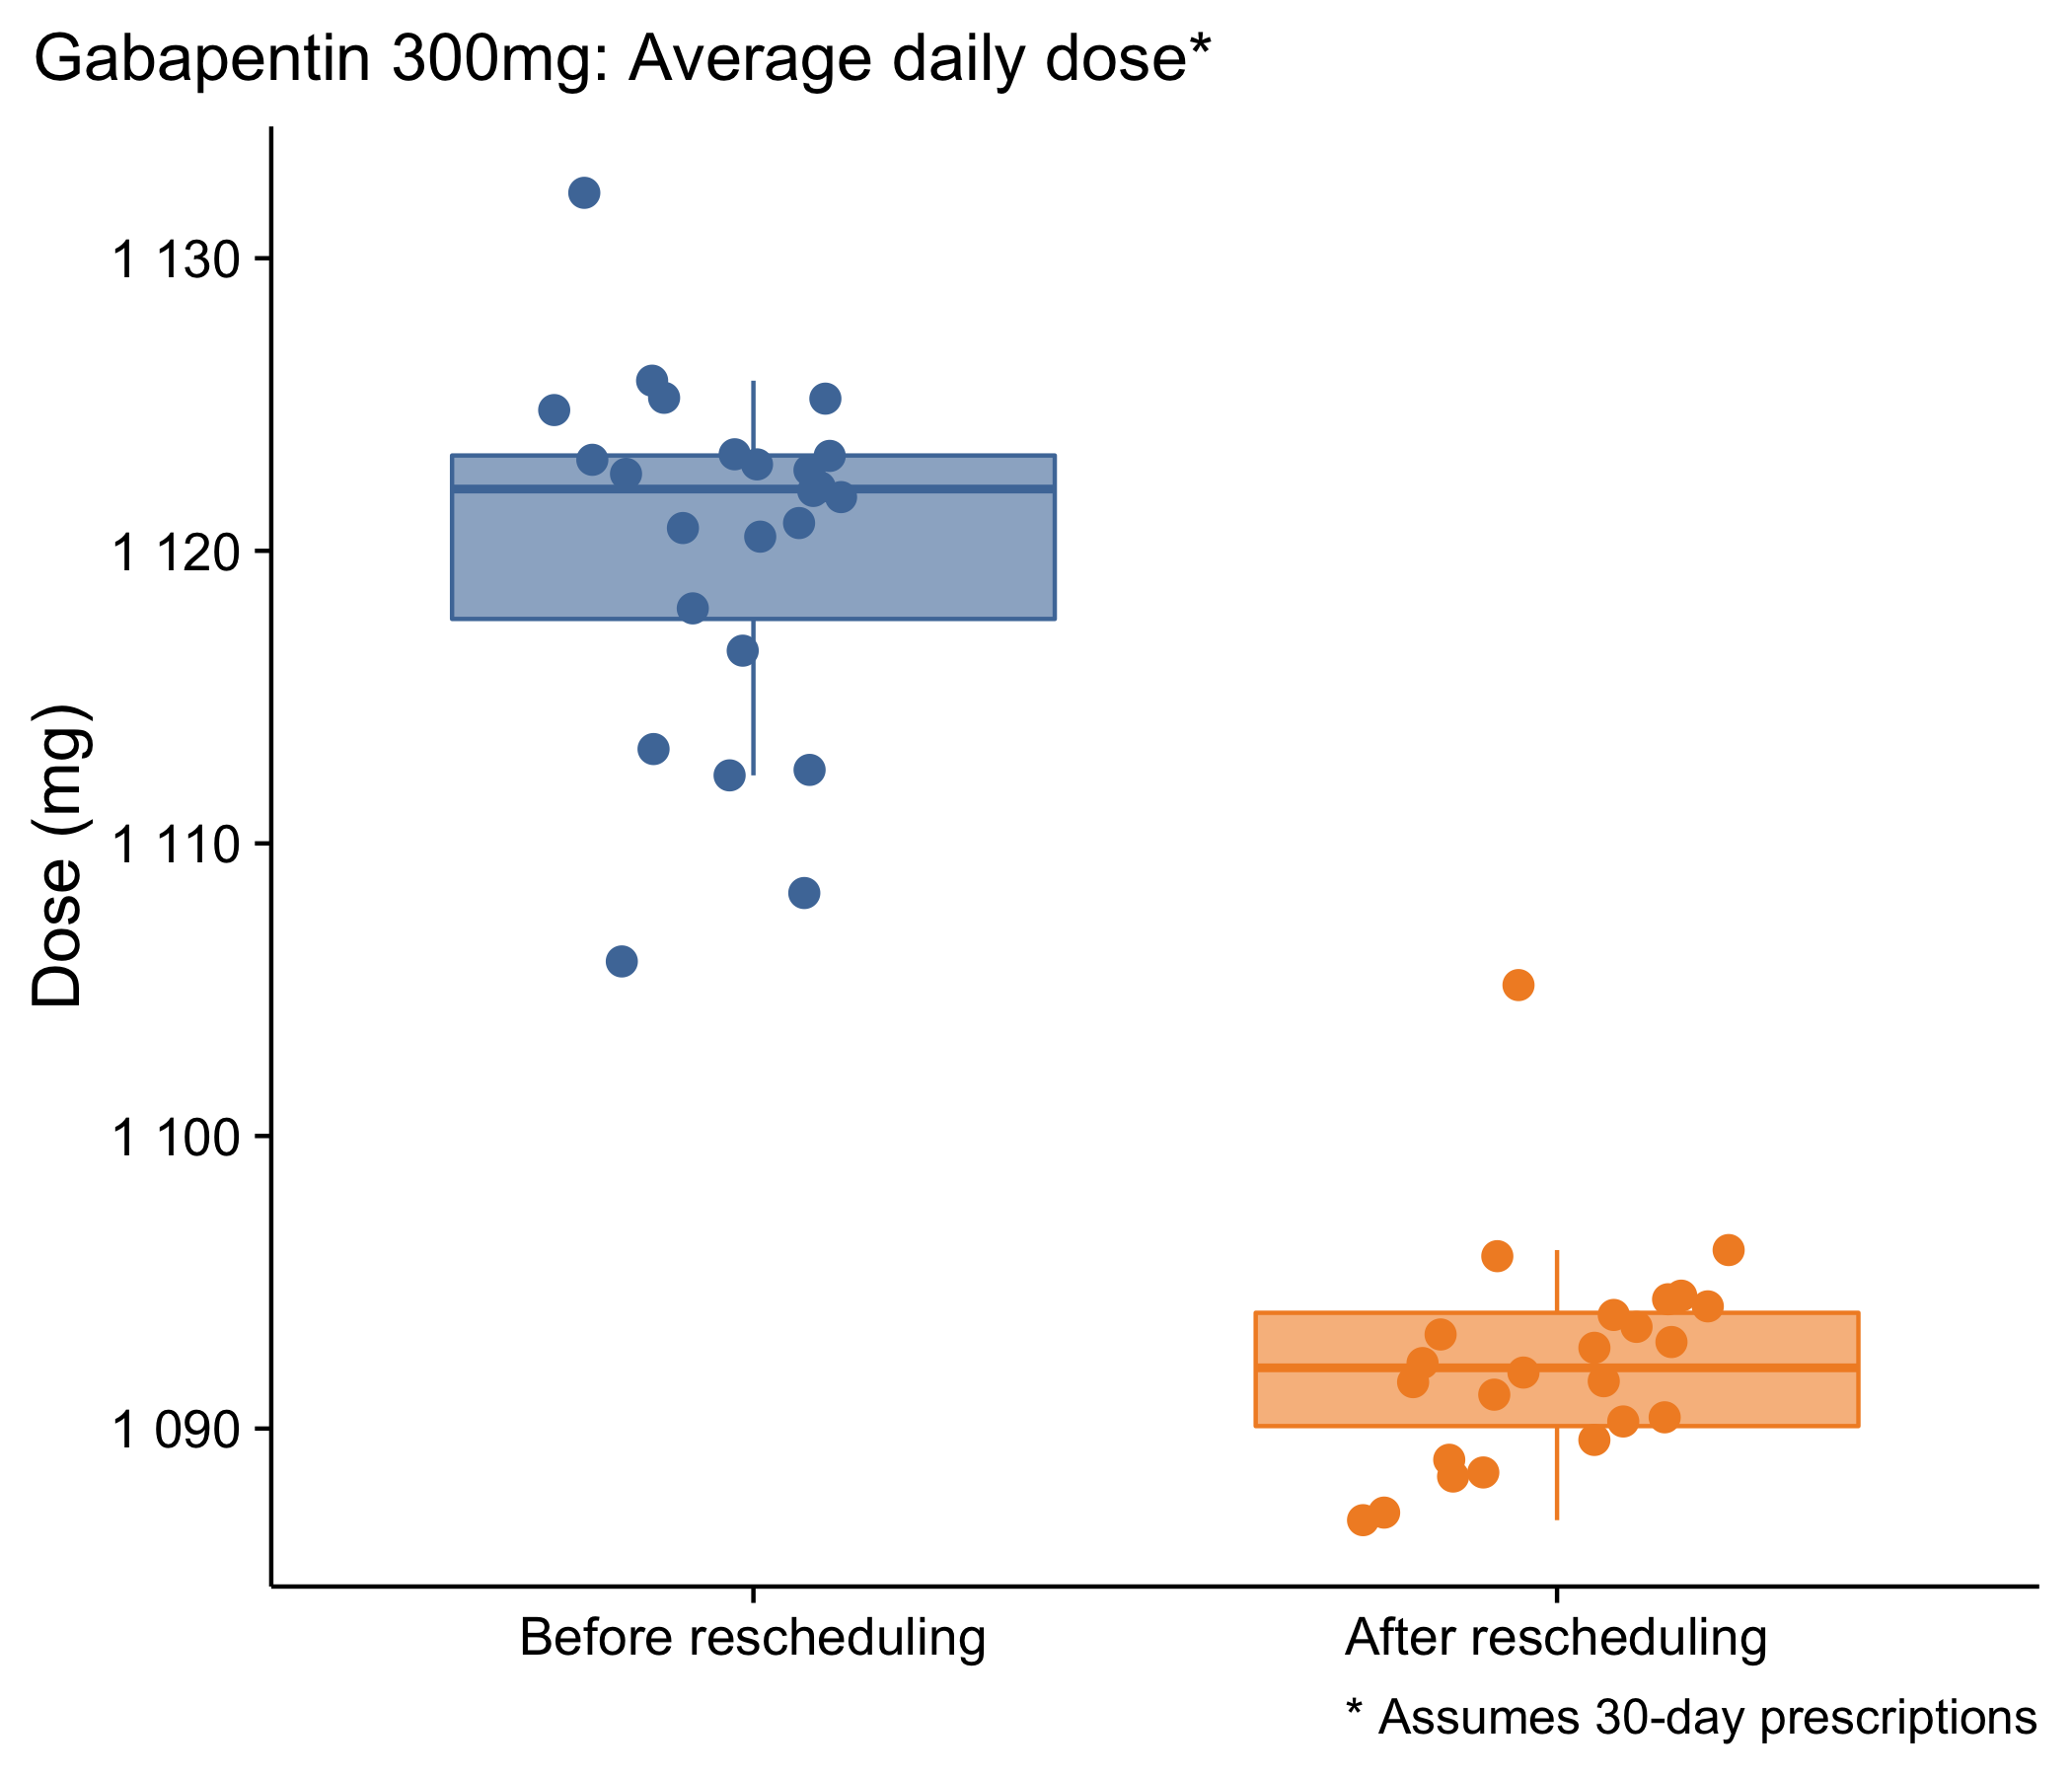 Gabapentin 300mg: Average daily dose*
Dose (mg)
1 130
1 120
1 110
1 100
1 090
Before rescheduling
After rescheduling
* Assumes 30-day prescriptions